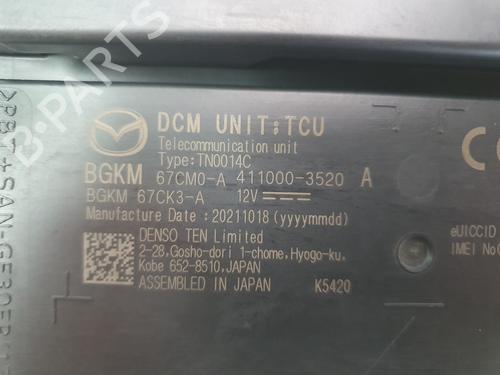 DCM UNIT:TCU
Telecommunication unit
Type:TN0014C
BGKM 67CM0-A 411000-3520 A
BGKM 67CK3-A 12V
Manufacture Date :20211018 (yyyymmdd)
DENSO TEN Limited
2-28, Gosho-dori 1-chome, Hyogo-ku,
Kobe 652-8510, JAPAN
ASSEMBLED IN JAPAN K5420
CE
eUICCID
IMEI No
B-PARTS